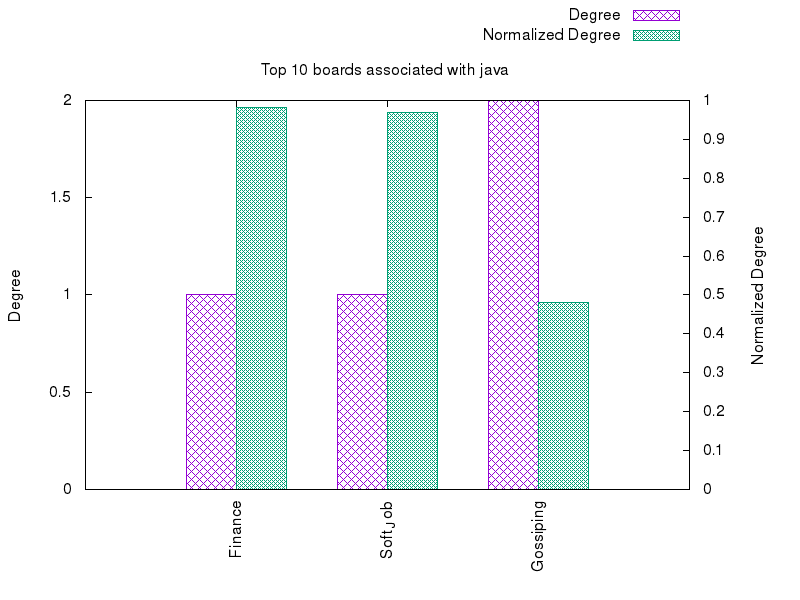 Degree
Normalized Degree
Top 10 boards associated with java
2
1.5
1
0.5
0
Degree
1
0.9
0.8
0.7
0.6
0.5
0.4
0.3
0.2
0.1
0
Normalized Degree
Finance
SoftJob
Gossiping